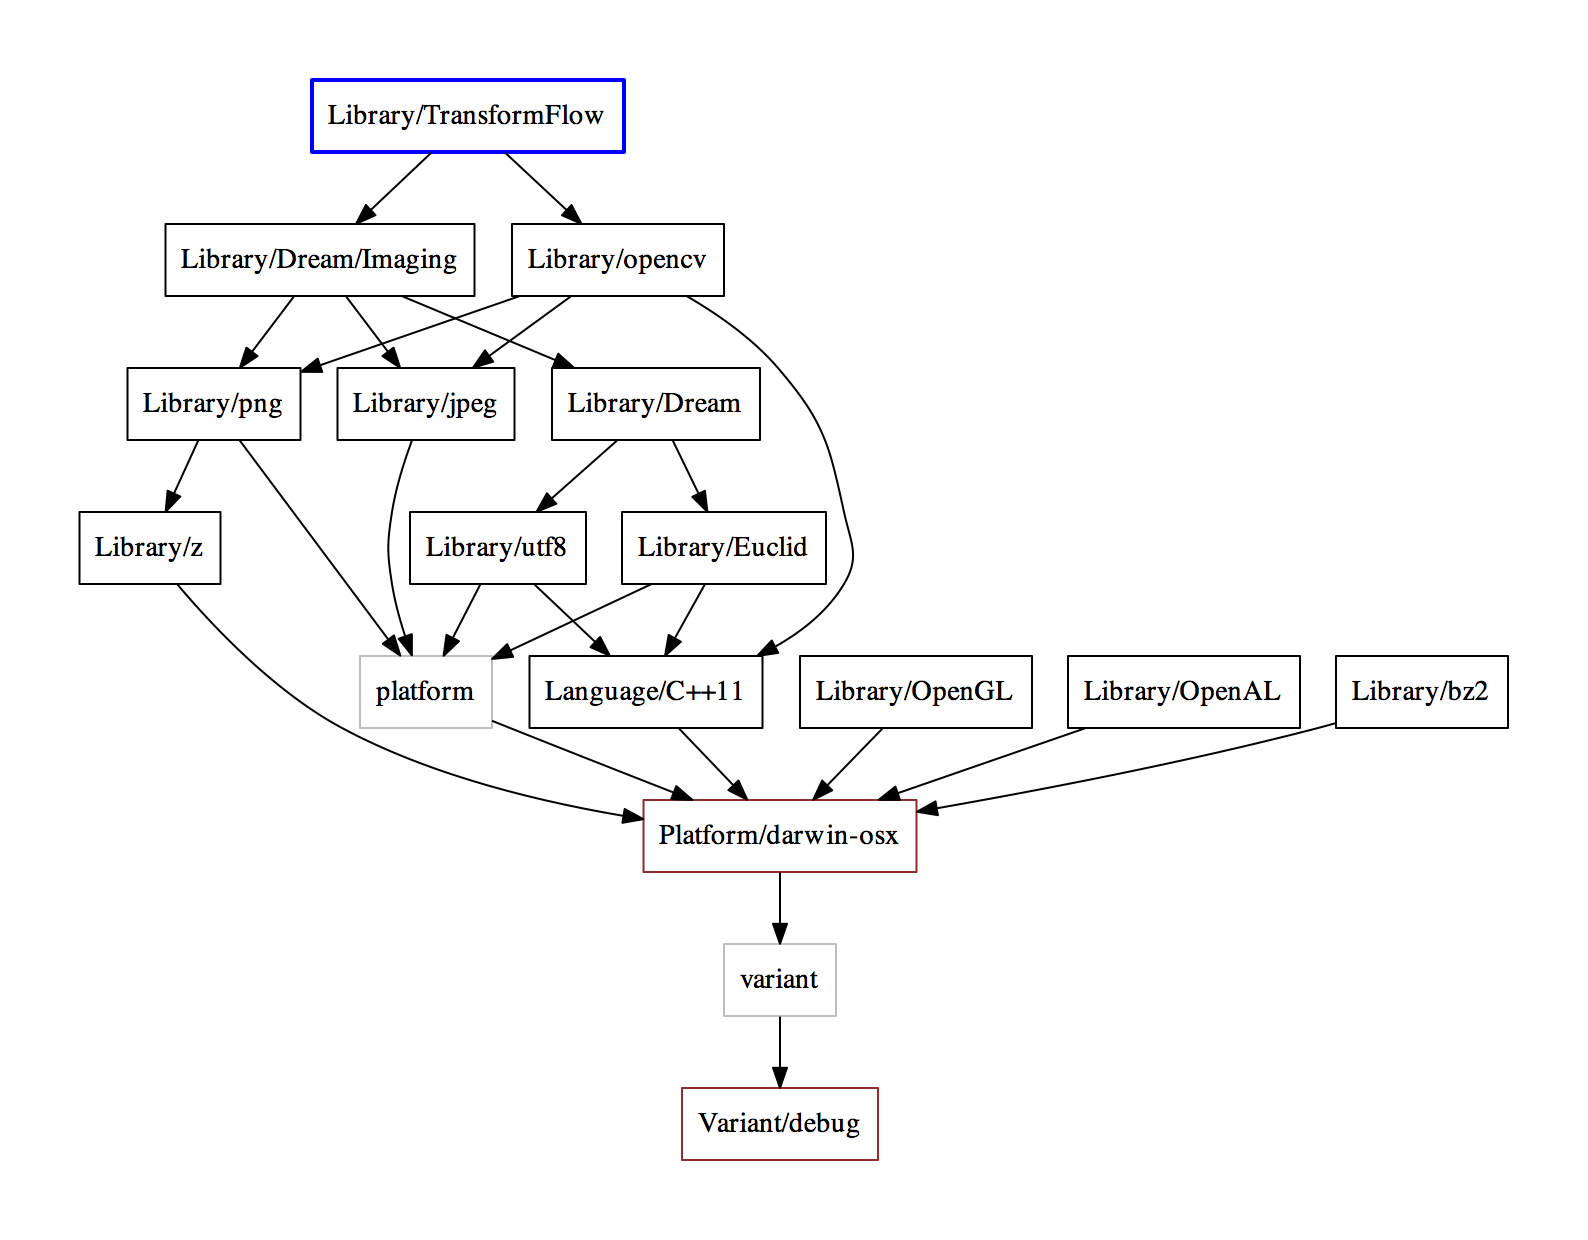 Library/TransformFlow
Library/Dream/Imaging
Library/opencv
Library/png
Library/jpeg
Library/Dream
Library/z
Library/utf8
Library/Euclid
platform
Language/C++11
Library/OpenGL
Library/OpenAL
Library/bz2
Platform/darwin-osx
variant
Variant/debug